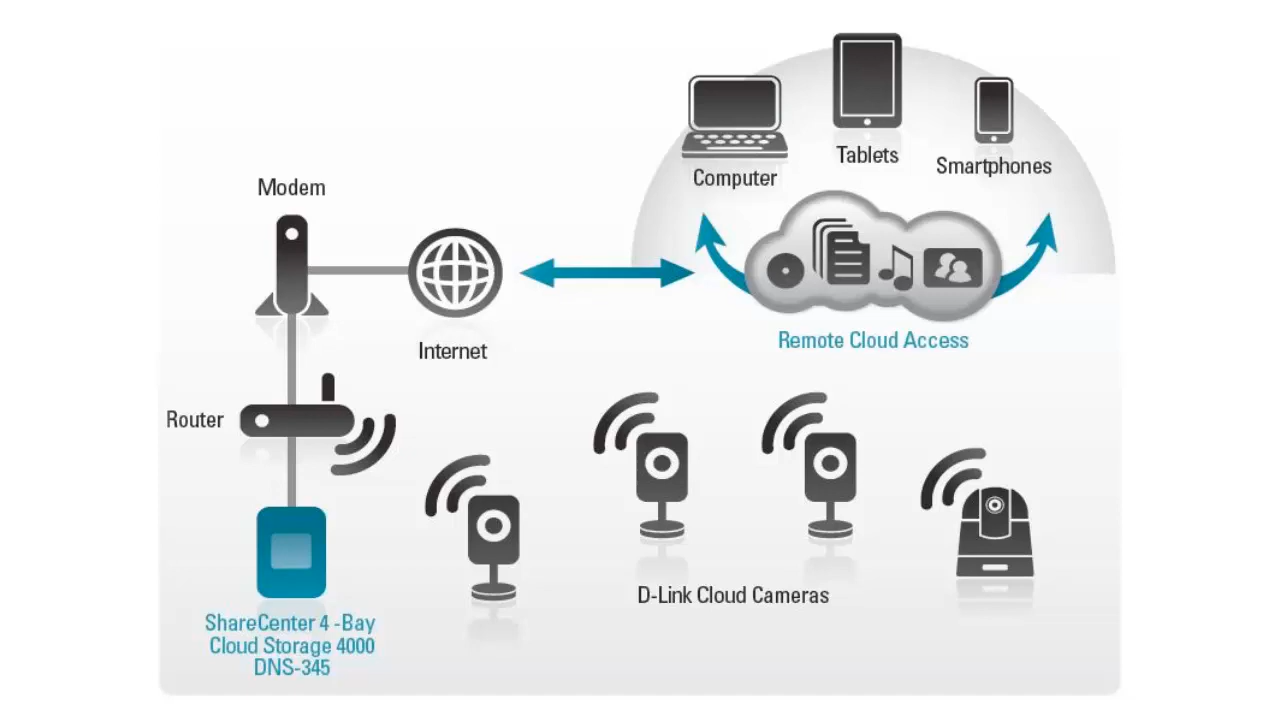 Tablets
Smartphones
Computer
Modem
Remote Cloud Access
Internet
Router
D-Link Cloud Cameras
ShareCenter 4 -Bay
Cloud Storage 4000
DNS-345